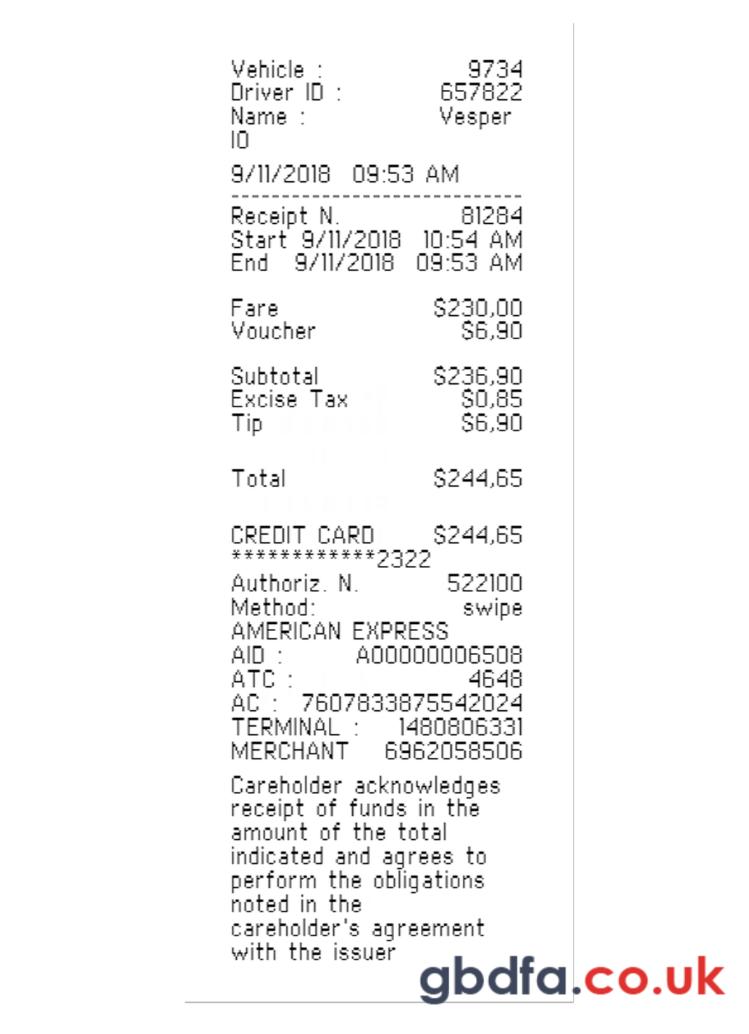 Vehicle : 9734
Driver ID : 657822
Name : Vesper
IO
9/11/2018 09:53 AM
----------------------------
Receipt N. 81284
Start 9/11/2018 10:54 AM
End 9/11/2018 09:53 AM
Fare $230,00
Voucher $6,90
Subtotal $236,90
Excise Tax $0,85
Tip $6,90
Total $244,65
CREDIT CARD $244,65
************2322
Authoriz. N. 522100
Method: swipe
AMERICAN EXPRESS
AID : A00000006508
ATC : 4648
AC : 7607833875542024
TERMINAL : 1480806331
MERCHANT 6962058506
Careholder acknowledges
receipt of funds in the
amount of the total
indicated and agrees to
perform the obligations
noted in the
careholder's agreement
with the issuer
gbdfa.co.uk